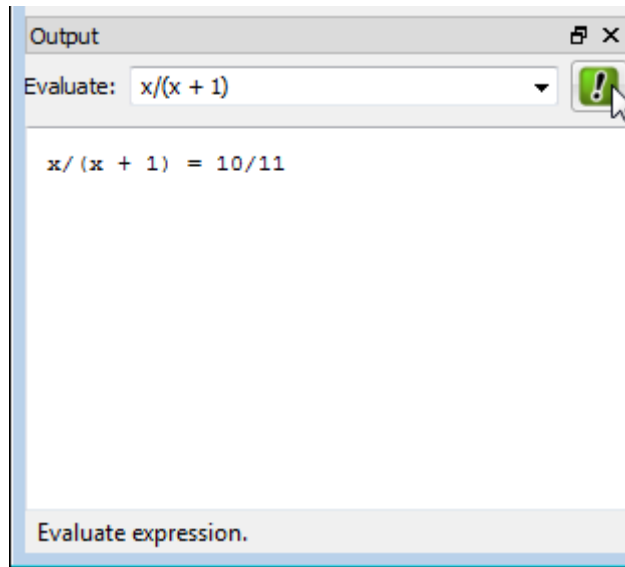 Output
Evaluate: x/(x + 1)
x/(x + 1) = 10/11
Evaluate expression.